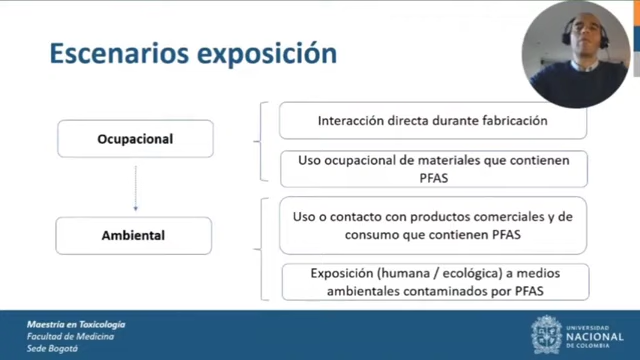 Escenarios exposición
Ocupacional
Interacción directa durante fabricación
Uso ocupacional de materiales que contienen
PFAS
Ambiental
Uso o contacto con productos comerciales y de
consumo que contienen PFAS
Exposición (humana / ecológica) a medios
ambientales contaminados por PFAS
Maestría en Toxicología
Facultad de Medicina
Sede Bogotá
UNIVERSIDAD
NACIONAL
DE COLOMBIA